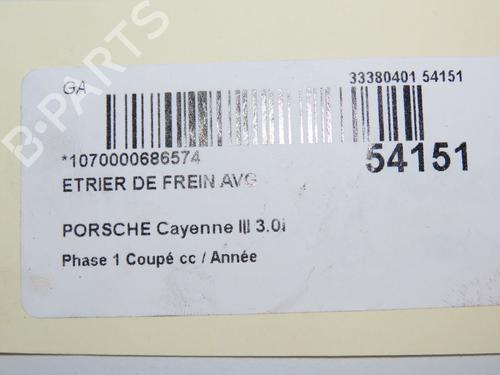 GA
33380401 54151
*1070000686574
54151
ETRIER DE FREIN AVG
PORSCHE Cayenne III 3.0i
Phase 1 Coupé cc / Année
B-PARTS